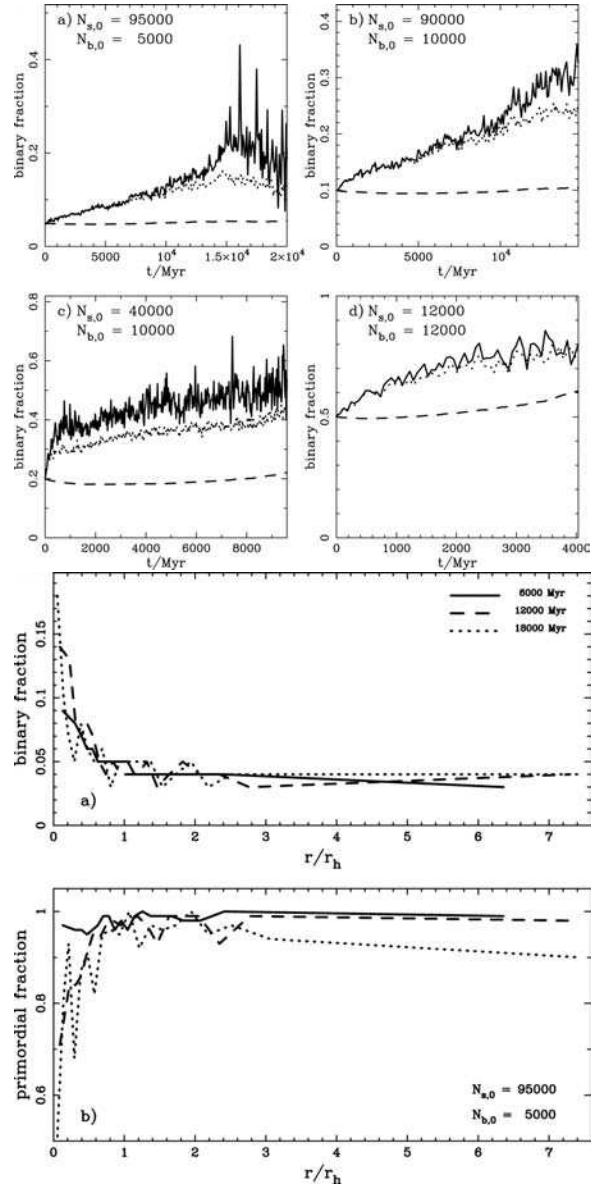 a) N_s,0 = 95000
N_b,0 = 5000
binary fraction
0 0.2 0.4
0 5000 10^4 1.5×10^4 2×10^4
t/Myr
b) N_s,0 = 90000
N_b,0 = 10000
binary fraction
0 0.1 0.2 0.3 0.4
0 5000 10^4
t/Myr
c) N_s,0 = 40000
N_b,0 = 10000
binary fraction
0 0.2 0.4 0.6 0.8
0 2000 4000 6000 8000
t/Myr
d) N_s,0 = 12000
N_b,0 = 12000
binary fraction
0 0.5 1
0 1000 2000 3000 400C
t/Myr
binary fraction
0 0.05 0.1 0.15
6000 Myr
12000 Myr
18000 Myr
a)
0 1 2 3 4 5 6 7
r/r_h
primordial fraction
0.6 0.8 1
N_s,0 = 95000
N_b,0 = 5000
b)
0 1 2 3 4 5 6 7
r/r_h